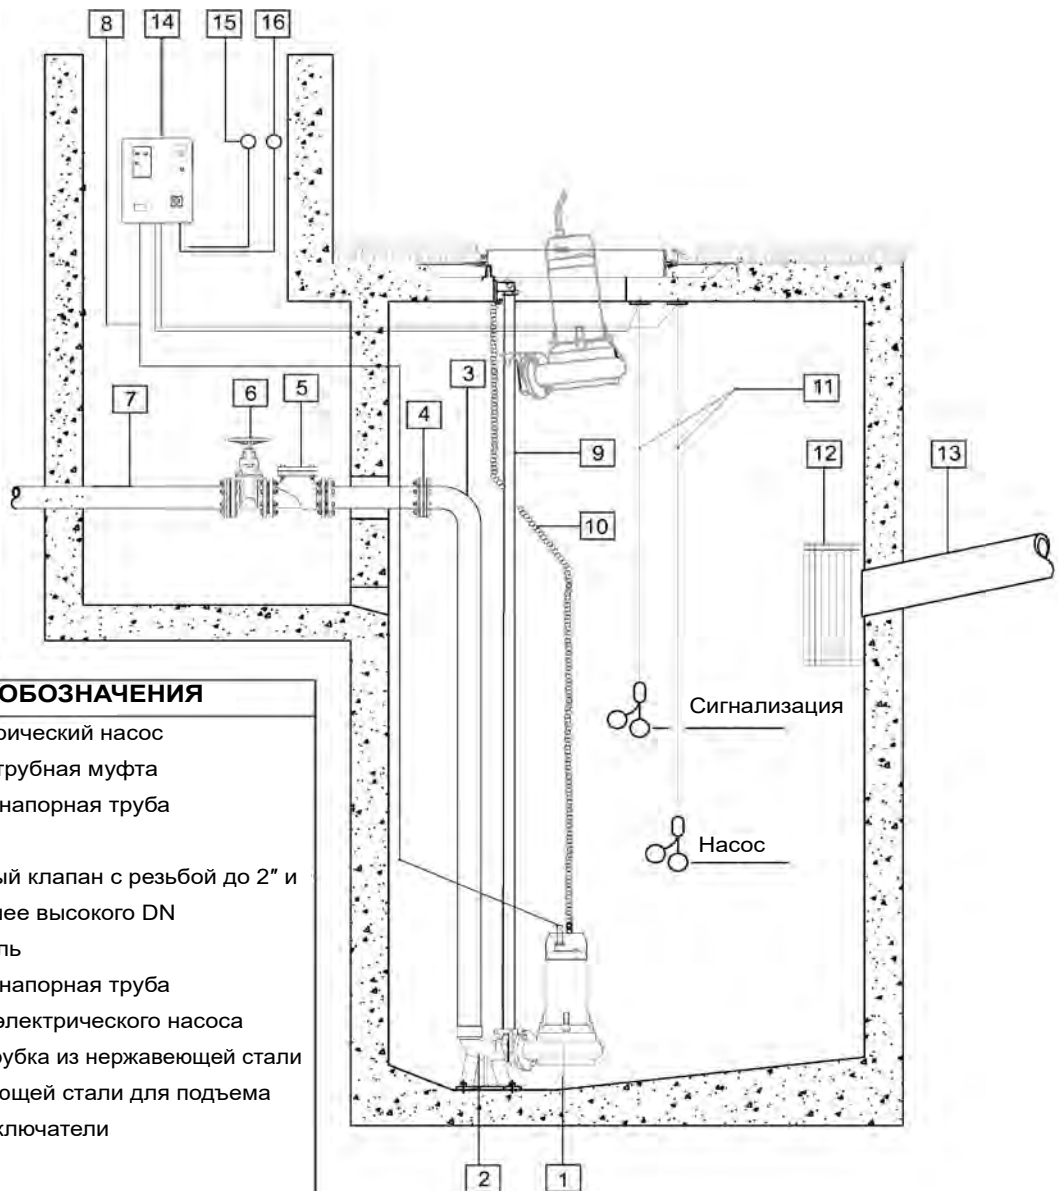 8 14 15 16
3
7 6 5 4
11
9 12 13
10
Сигнализация
Насос
ОБОЗНАЧЕНИЯ
рический насос
трубная муфта
напорная труба
ый клапан с резьбой до 2″ и
лее высокого DN
ль
напорная труба
электрического насоса
рубка из нержавеющей стали
ющей стали для подъема
ключатели
2 1